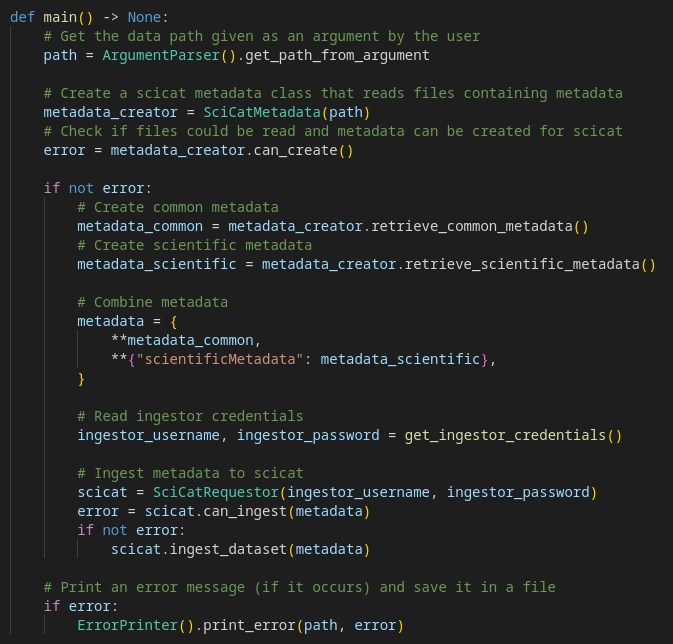 def main() -> None:
    # Get the data path given as an argument by the user
    path = ArgumentParser().get_path_from_argument

    # Create a scicat metadata class that reads files containing metadata
    metadata_creator = SciCatMetadata(path)
    # Check if files could be read and metadata can be created for scicat
    error = metadata_creator.can_create()

    if not error:
        # Create common metadata
        metadata_common = metadata_creator.retrieve_common_metadata()
        # Create scientific metadata
        metadata_scientific = metadata_creator.retrieve_scientific_metadata()

        # Combine metadata
        metadata = {
            **metadata_common,
            **{"scientificMetadata": metadata_scientific},
        }

        # Read ingestor credentials
        ingestor_username, ingestor_password = get_ingestor_credentials()

        # Ingest metadata to scicat
        scicat = SciCatRequestor(ingestor_username, ingestor_password)
        error = scicat.can_ingest(metadata)
        if not error:
            scicat.ingest_dataset(metadata)

    # Print an error message (if it occurs) and save it in a file
    if error:
        ErrorPrinter().print_error(path, error)